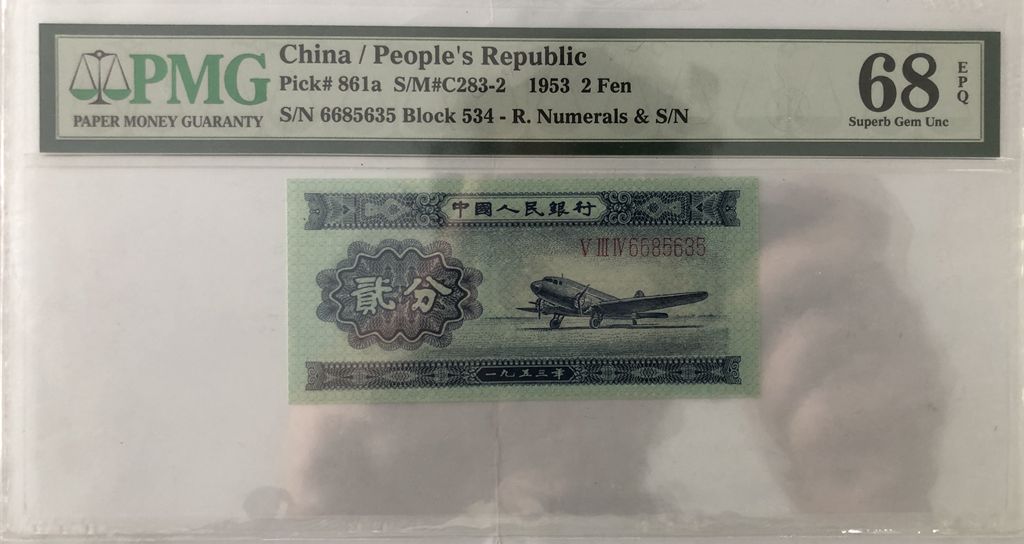 PMG
PAPER MONEY GUARANTY
China / People's Republic
Pick# 861a S/M#C283-2 1953 2 Fen
S/N 6685635 Block 534 - R. Numerals & S/N
68
EPQ
Superb Gem Unc
中國人民銀行
V III IV 6685635
貳分
一九五三年